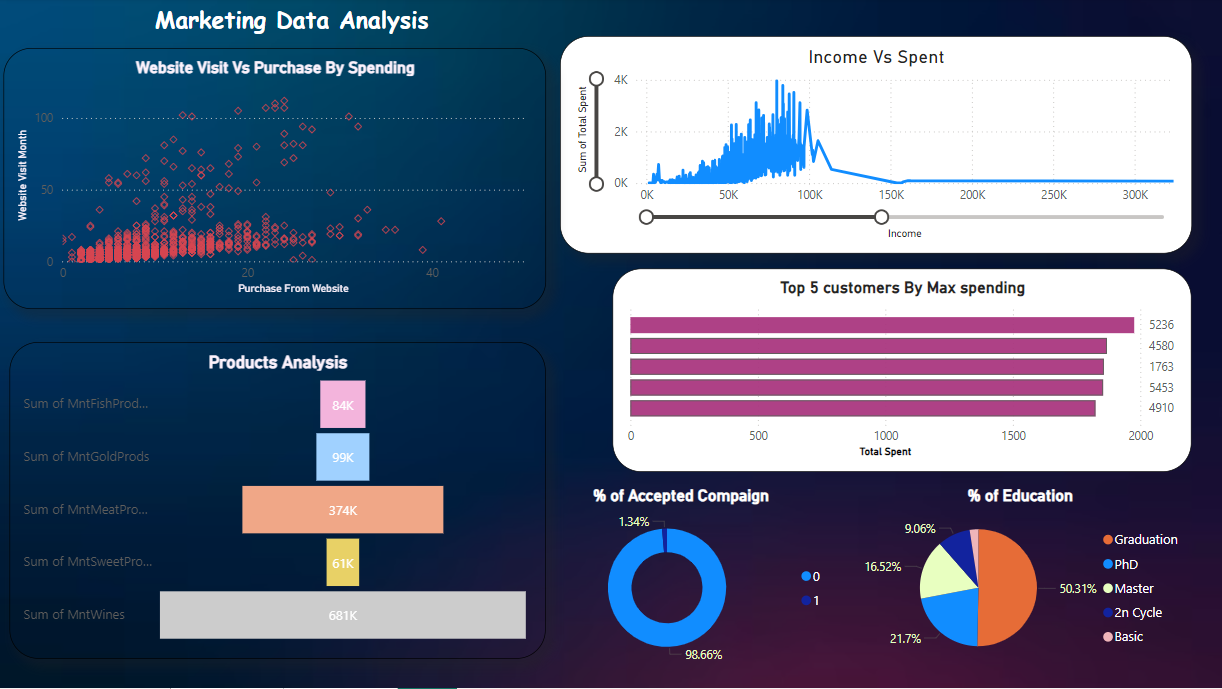 Marketing Data Analysis
Website Visit Vs Purchase By Spending
Website Visit Month
100
50
0
0
20
40
Purchase From Website
Income Vs Spent
Sum of Total Spent
4K
2K
0K
0K
50K
100K
150K
200K
250K
300K
Income
Top 5 customers By Max spending
5236
4580
1763
5453
4910
0
500
1000
1500
2000
Total Spent
Products Analysis
Sum of MntFishProd...
84K
Sum of MntGoldProds
99K
Sum of MntMeatPro...
374K
Sum of MntSweetPro...
61K
Sum of MntWines
681K
% of Accepted Compaign
1.34%
98.66%
0
1
% of Education
9.06%
16.52%
21.7%
50.31%
Graduation
PhD
Master
2n Cycle
Basic